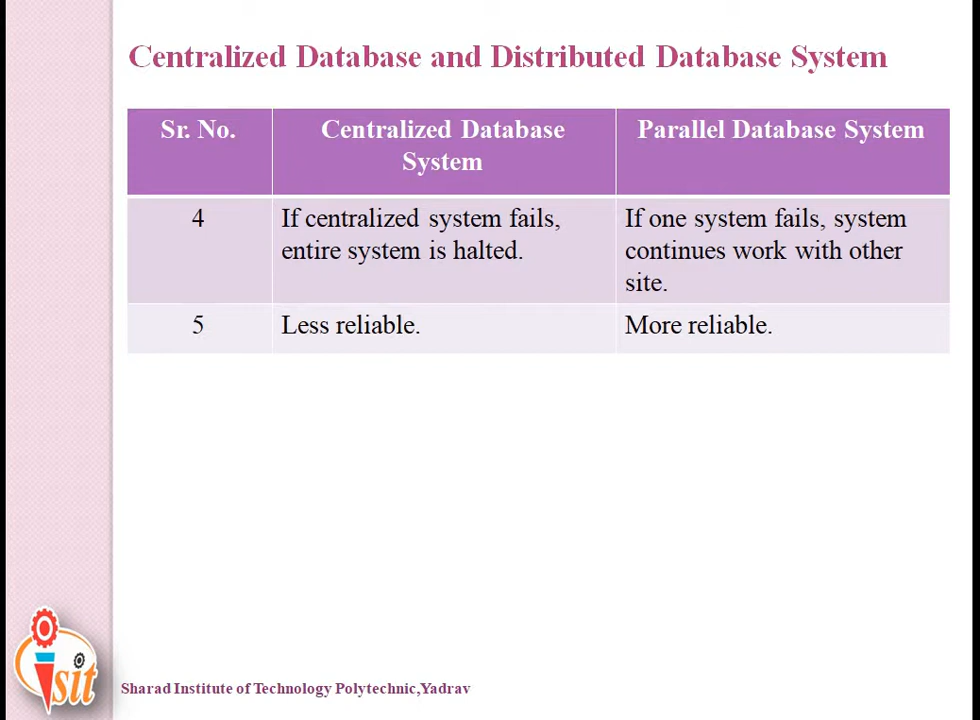 Centralized Database and Distributed Database System
Sr. No.
Centralized Database
System
Parallel Database System
4
If centralized system fails,
entire system is halted.
If one system fails, system
continues work with other
site.
5
Less reliable.
More reliable.
sit
Sharad Institute of Technology Polytechnic,Yadrav